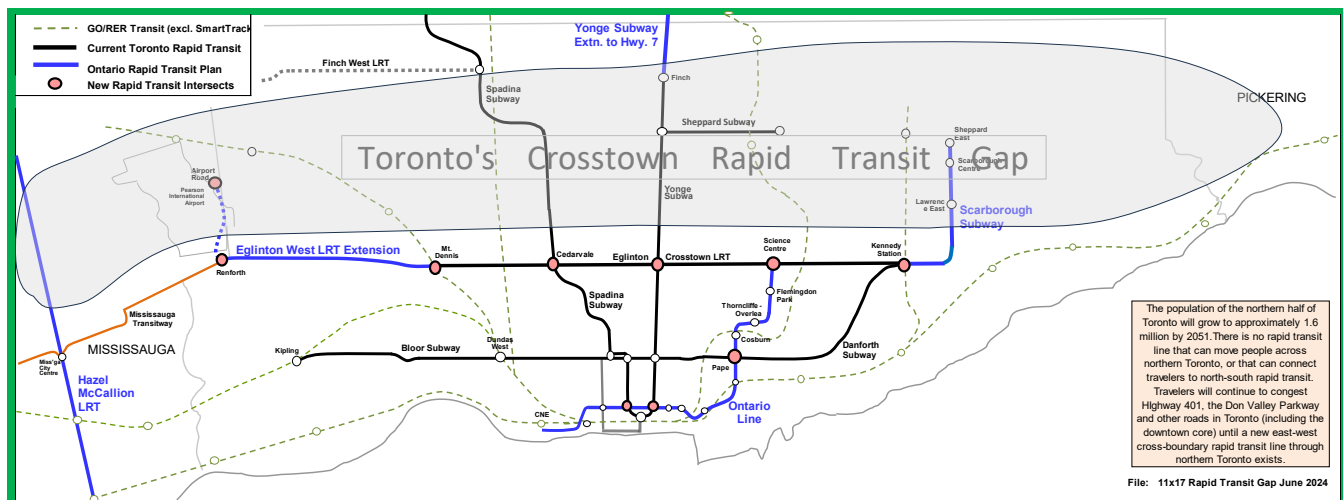 GO/RER Transit (excl. SmartTrack
Current Toronto Rapid Transit
Ontario Rapid Transit Plan
New Rapid Transit Intersects
Yonge Subway
Extn. to Hwy. 7
Finch West LRT
Finch
Spadina
Subway
Sheppard Subway
PICKERING
Toronto's Crosstown Rapid Transit Gap
Sheppard
East
Scarborough
Centre
Airport
Road
Pearson
International
Airport
Yonge
Subwa
Lawrenc
e East
Scarborough
Subway
Eglinton West LRT Extension
Mt.
Dennis
Cedarvale
Eglinton
Crosstown LRT
Science
Centre
Kennedy
Station
Renforth
Spadina
Subway
Flemingdon
Park
Thorncliffe -
Overlea
Cosburn
Mississauga
Transitway
MISSISSAUGA
Miss'ga
City
Centre
Kipling
Bloor Subway
Dundas
West
Pape
Danforth
Subway
Hazel
McCallion
LRT
CNE
Ontario
Line
The population of the northern half of
Toronto will grow to approximately 1.6
million by 2051.There is no rapid transit
line that can move people across
northern Toronto, or that can connect
travelers to north-south rapid transit.
Travelers will continue to congest
HIghway 401, the Don Valley Parkway
and other roads in Toronto (including the
downtown core) until a new east-west
cross-boundary rapid transit line through
northern Toronto exists.
File: 11x17 Rapid Transit Gap June 2024